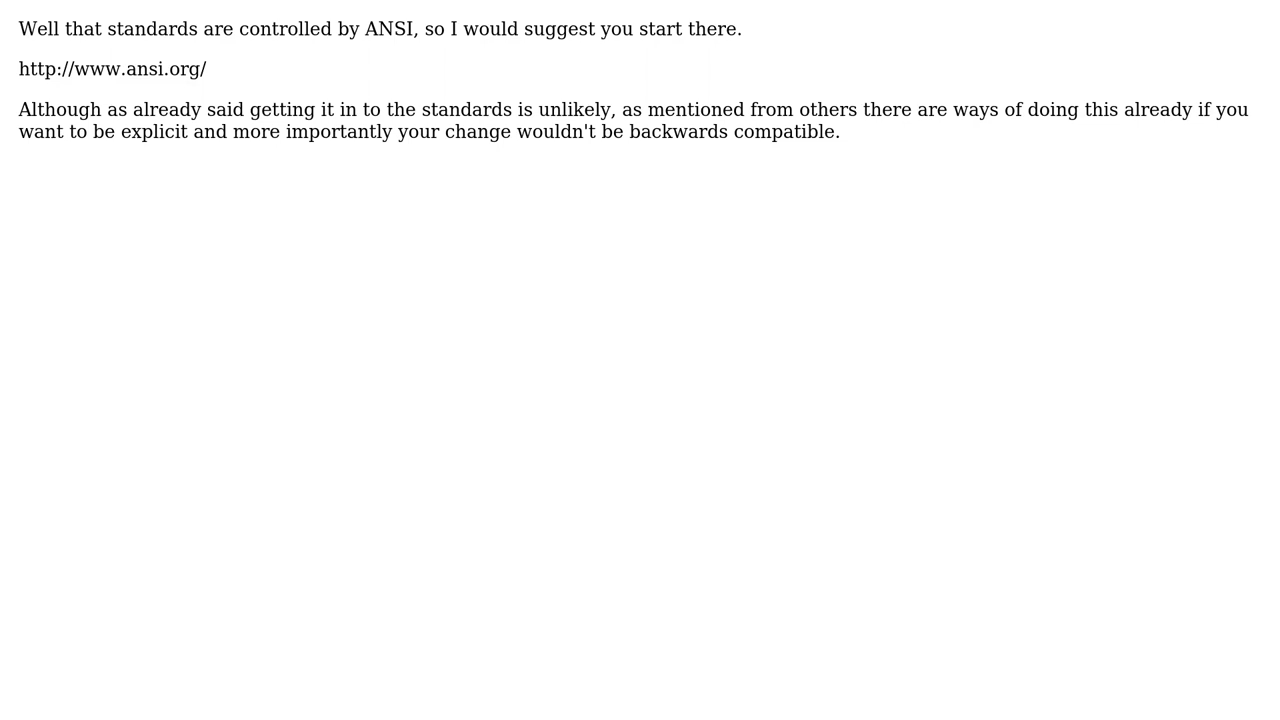 Well that standards are controlled by ANSI, so I would suggest you start there.
http://www.ansi.org/
Although as already said getting it in to the standards is unlikely, as mentioned from others there are ways of doing this already if you
want to be explicit and more importantly your change wouldn't be backwards compatible.